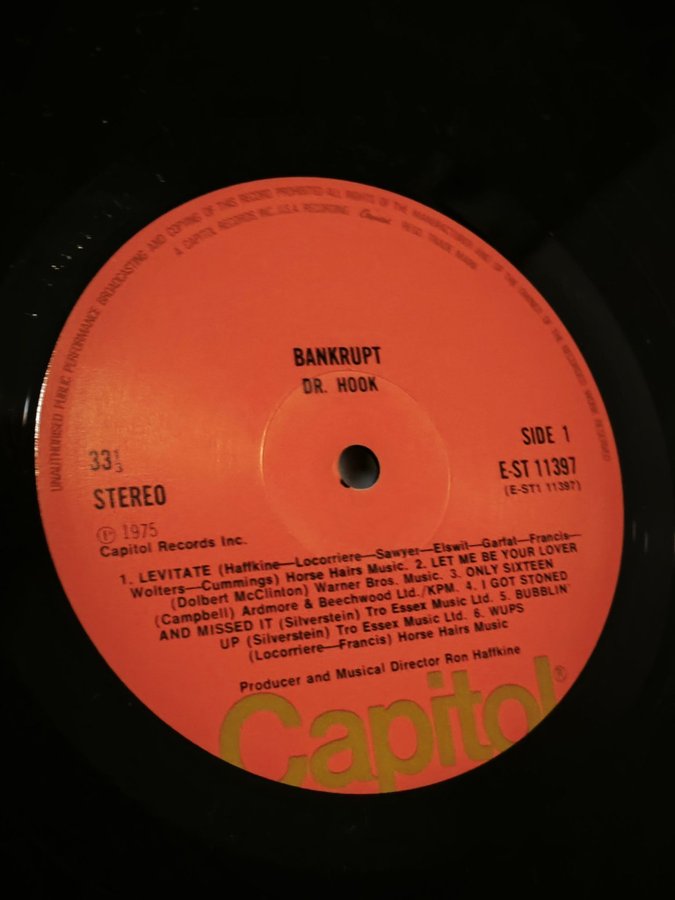 UNAUTHORISED PUBLIC PERFORMANCE BROADCASTING AND COPYING OF THIS RECORD PROHIBITED ALL RIGHTS OF THE MANUFACTURER AND OF THE OWNER OF THE RECORDED WORK RESERVED
A CAPITOL RECORDS INC. U.S.A. RECORDING Capitol REGD. TRADE MARK
BANKRUPT
DR. HOOK
SIDE 1
33⅓
E-ST 11397
STEREO
(E-ST1 11397)
Ⓟ 1975
Capitol Records Inc.
1. LEVITATE (Haffkine—Locorriere—Sawyer—Elswit—Garfat—Francis—
Wolters—Cummings) Horse Hairs Music. 2. LET ME BE YOUR LOVER
(Dolbert McClinton) Warner Bros. Music. 3. ONLY SIXTEEN
(Campbell) Ardmore & Beechwood Ltd./KPM. 4. I GOT STONED
AND MISSED IT (Silverstein) Tro Essex Music Ltd. 5. BUBBLIN'
UP (Silverstein) Tro Essex Music Ltd. 6. WUPS
(Locorriere—Francis) Horse Hairs Music
Producer and Musical Director Ron Haffkine
Capitol®